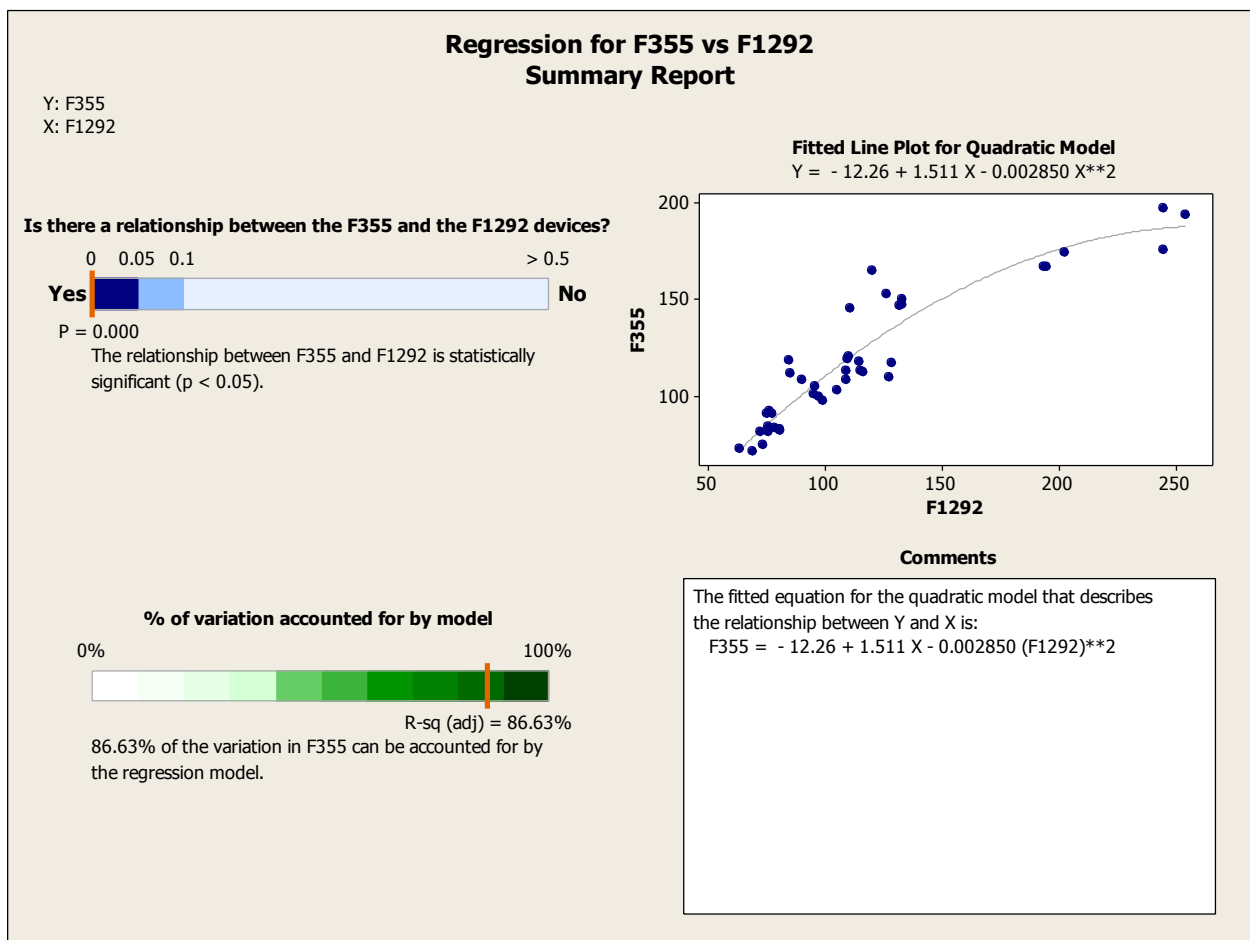 Regression for F355 vs F1292
Summary Report
Y: F355
X: F1292
Is there a relationship between the F355 and the F1292 devices?
0 0.05 0.1 > 0.5
Yes No
P = 0.000
The relationship between F355 and F1292 is statistically
significant (p < 0.05).
% of variation accounted for by model
0% 100%
R-sq (adj) = 86.63%
86.63% of the variation in F355 can be accounted for by
the regression model.
Fitted Line Plot for Quadratic Model
Y = - 12.26 + 1.511 X - 0.002850 X**2
200
150
100
F355
50 100 150 200 250
F1292
Comments
The fitted equation for the quadratic model that describes
the relationship between Y and X is:
F355 = - 12.26 + 1.511 X - 0.002850 (F1292)**2